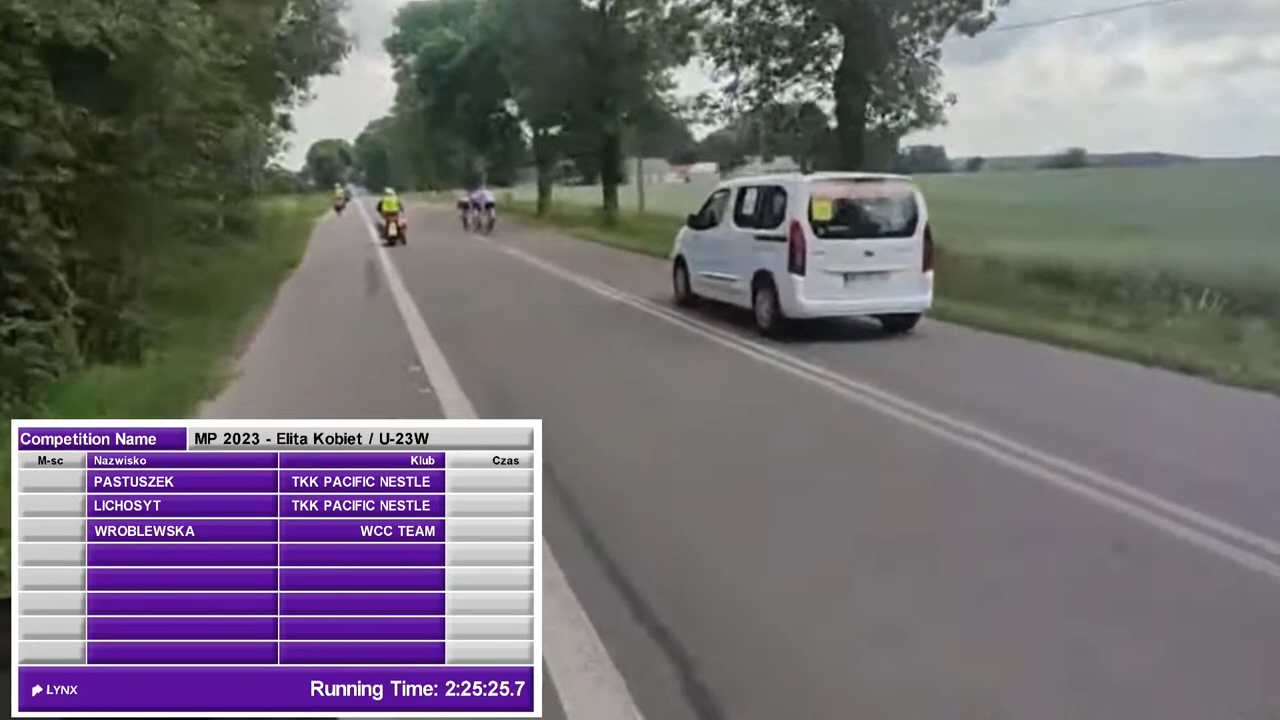 Competition Name MP 2023 - Elita Kobiet / U-23W
M-sc Nazwisko Klub Czas
PASTUSZEK TKK PACIFIC NESTLE
LICHOSYT TKK PACIFIC NESTLE
WROBLEWSKA WCC TEAM
LYNX Running Time: 2:25:25.7